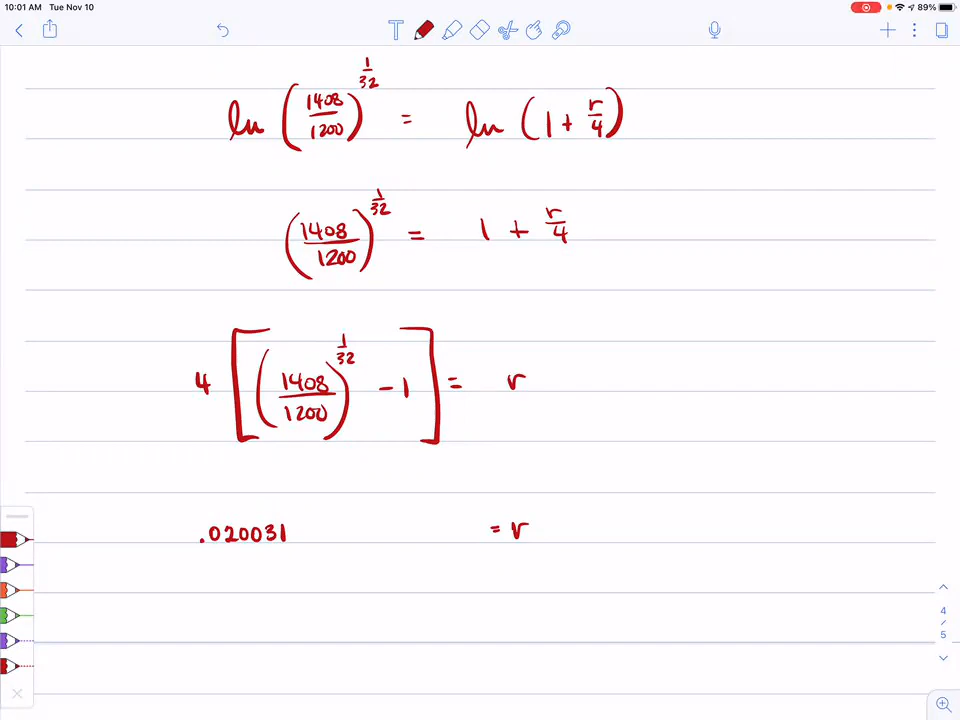 10:01 AM Tue Nov 10
89%
ln (1408/1200)^(1/32) = ln (1 + r/4)
(1408/1200)^(1/32) = 1 + r/4
4 [(1408/1200)^(1/32) - 1] = r
.020031 = r
4
/
5